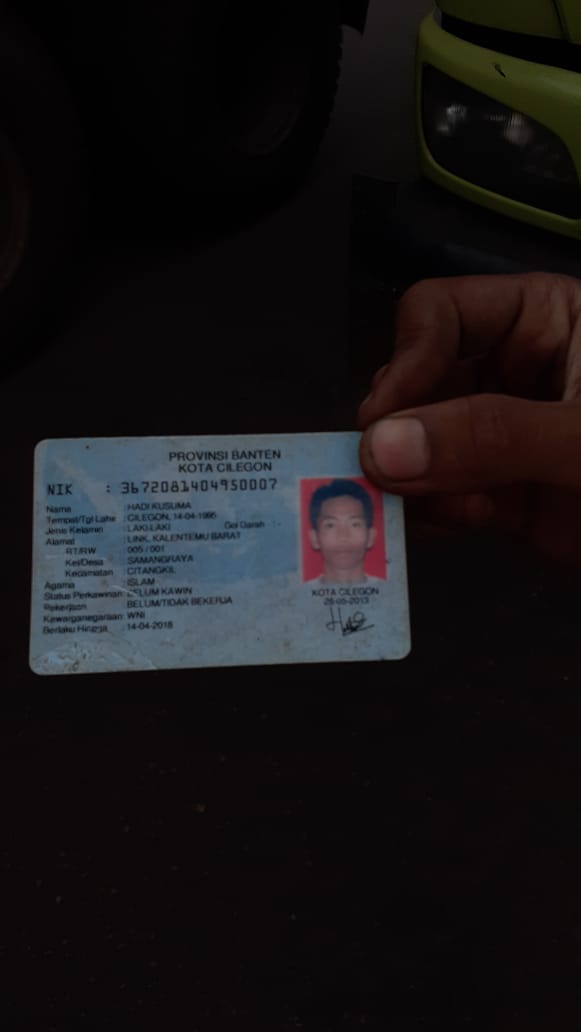 PROVINSI BANTEN
KOTA CILEGON
NIK : 3672081404950007
Nama : HADI KUSUMA
Tempat/Tgl Lahir : CILEGON, 14-04-1995
Jenis Kelamin : LAKI-LAKI Gol Darah : -
Alamat : LINK. KALENTEMU BARAT
RT/RW : 005 / 001
Kel/Desa : SAMANGRAYA
Kecamatan : CITANGKIL
Agama : ISLAM
Status Perkawinan: BELUM KAWIN
Pekerjaan : BELUM/TIDAK BEKERJA
Kewarganegaraan: WNI
Berlaku Hingga : 14-04-2018
KOTA CILEGON
28-05-2013